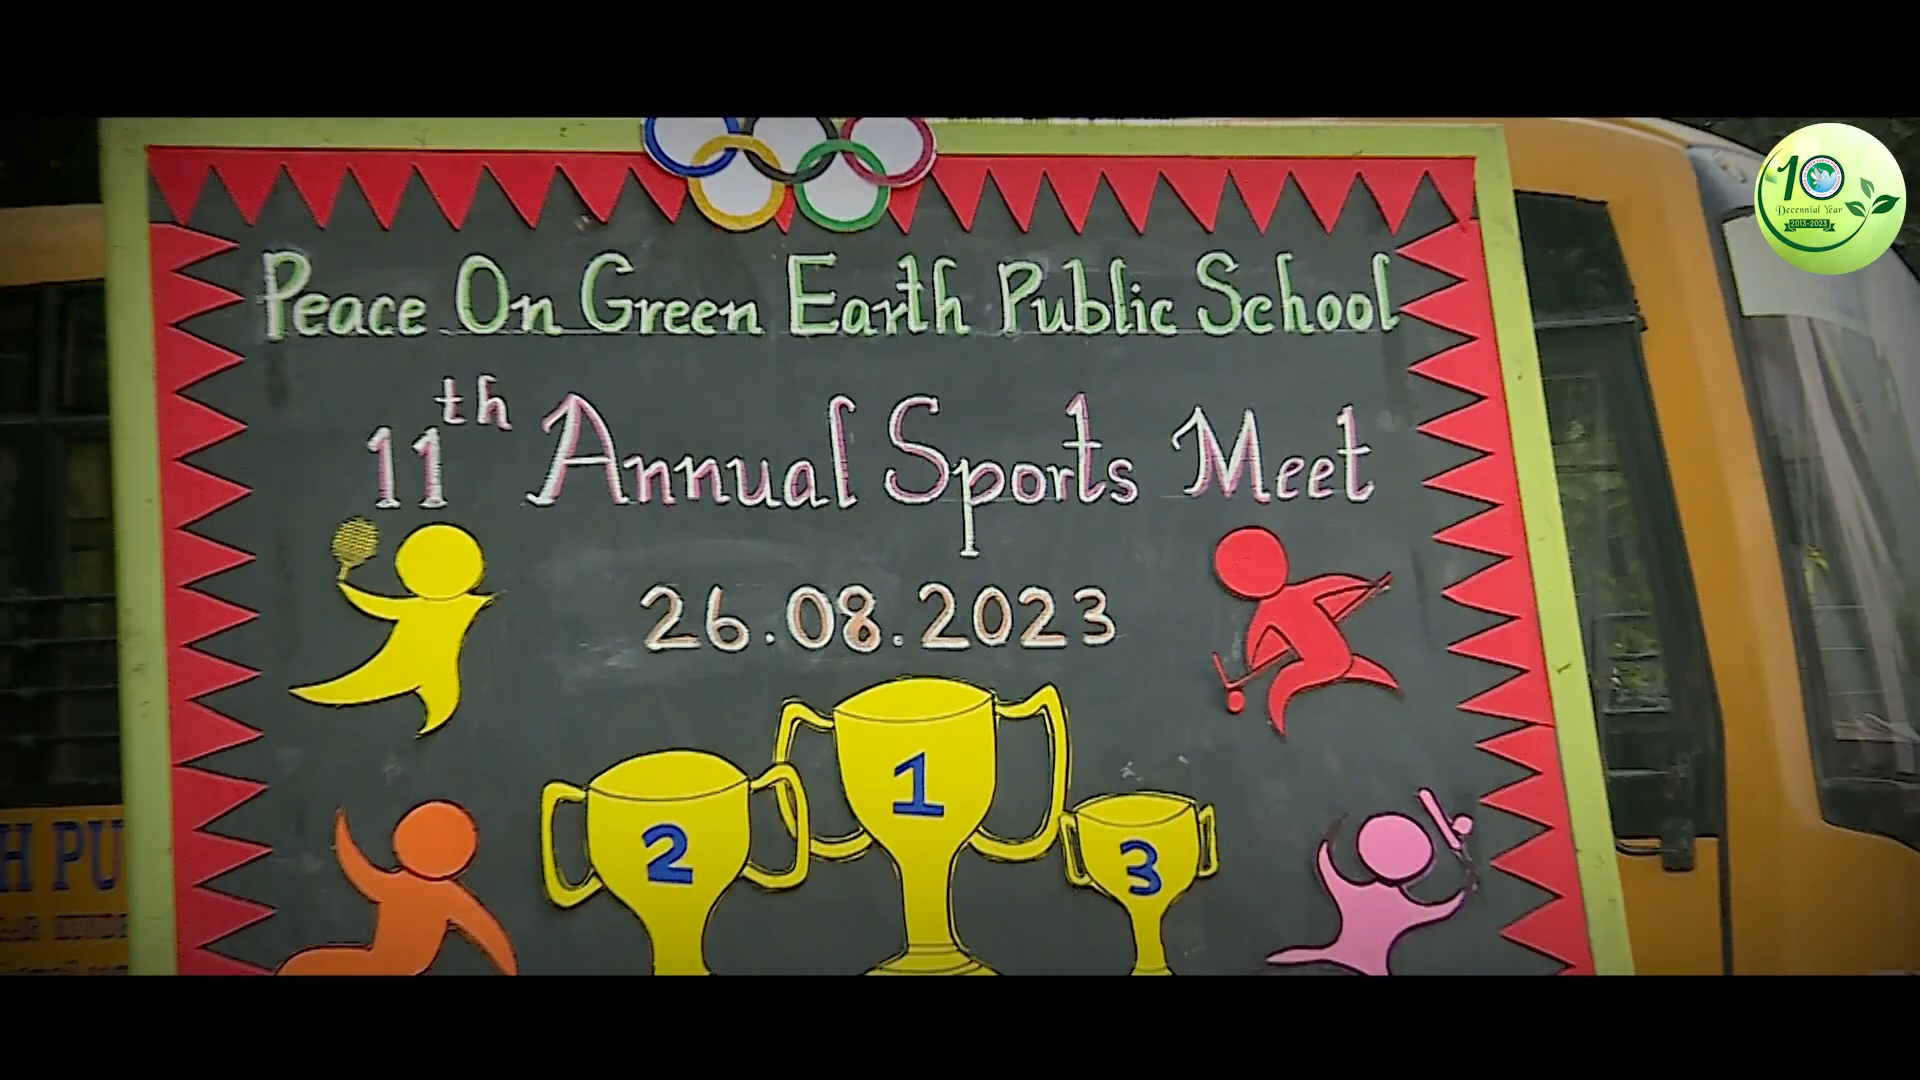 Peace On Green Earth Public School
11th Annual Sports Meet
26.08.2023
1
2
3
H PU
10
Decennial Year
2013-2023